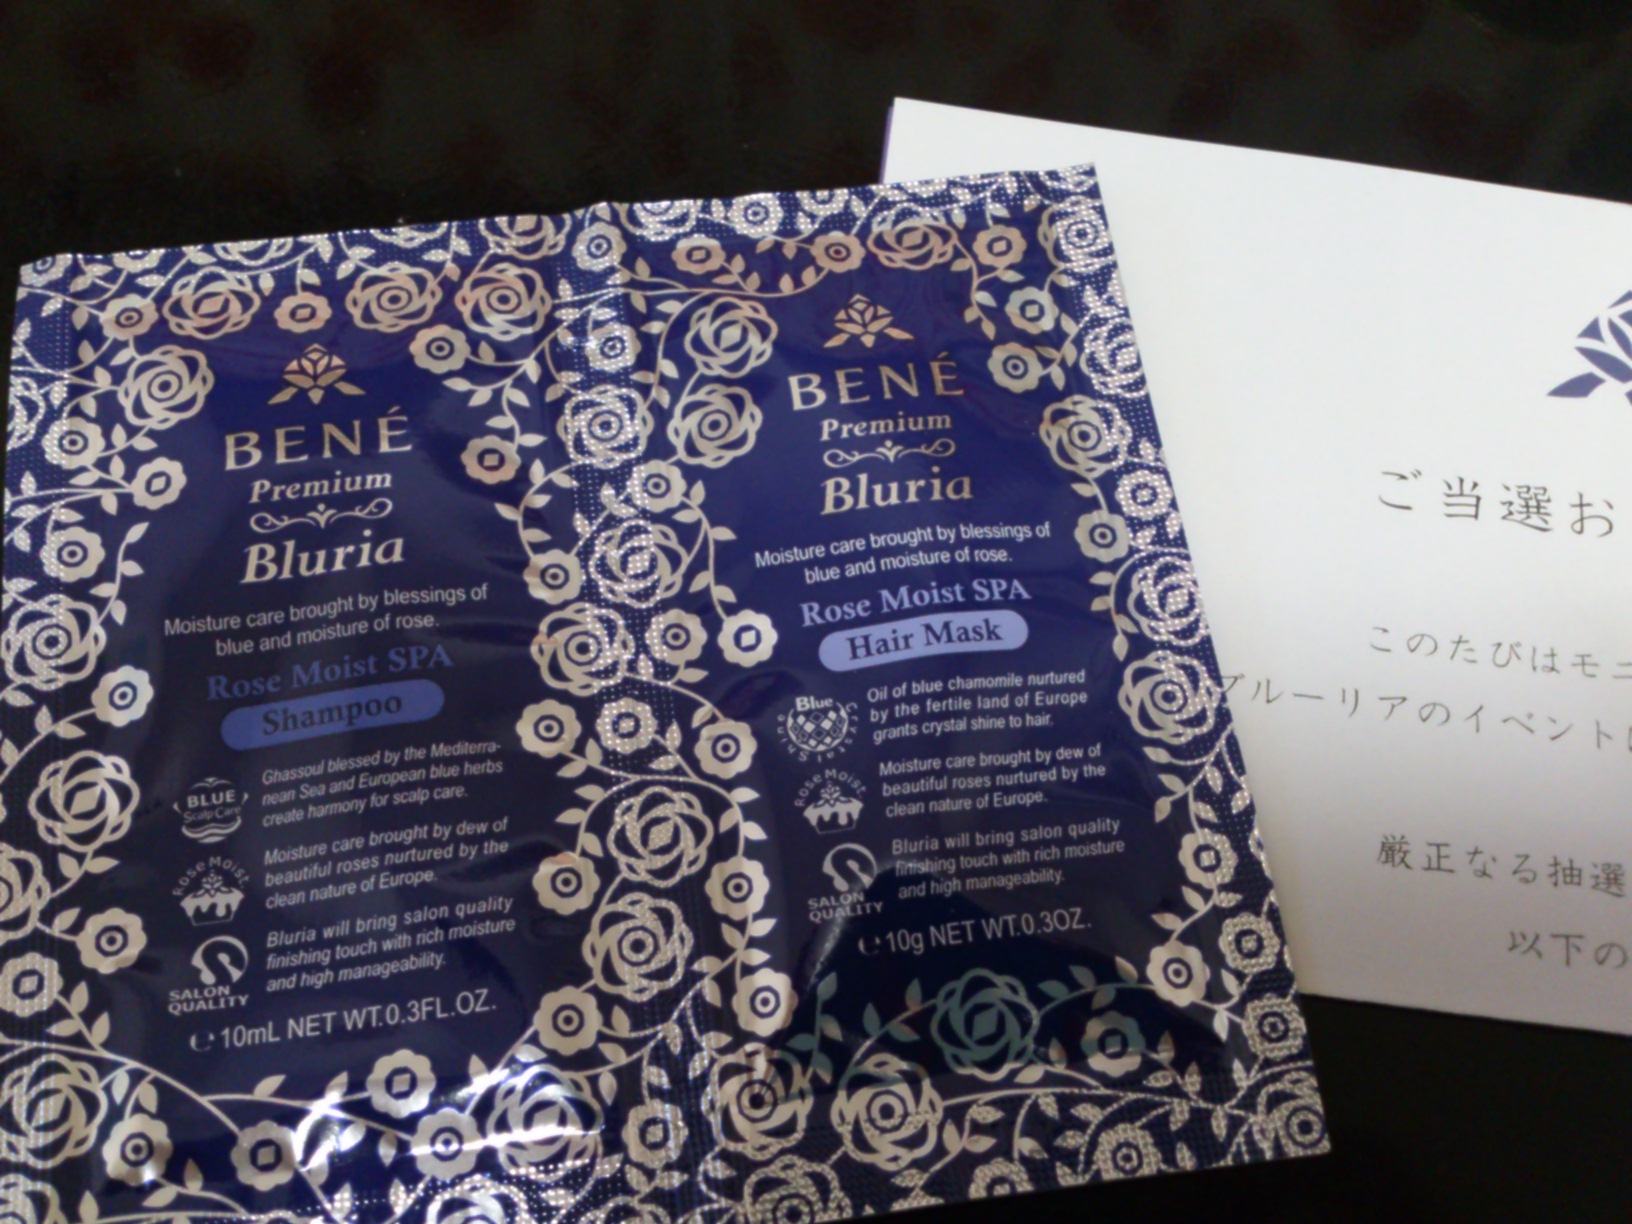 BENÉ
Premium
Bluria
Moisture care brought by blessings of
blue and moisture of rose.
Rose Moist SPA
Shampoo
BLUE
Scalp Care
Ghassoul blessed by the Mediterra-
nean Sea and European blue herbs
create harmony for scalp care.
Rose Moist
Moisture care brought by dew of
beautiful roses nurtured by the
clean nature of Europe.
SALON
QUALITY
Bluria will bring salon quality
finishing touch with rich moisture
and high manageability.
℮10mL NET WT.0.3FL.OZ.
BENÉ
Premium
Bluria
Moisture care brought by blessings of
blue and moisture of rose.
Rose Moist SPA
Hair Mask
Blue
Crystal Shine
Oil of blue chamomile nurtured
by the fertile land of Europe
grants crystal shine to hair.
Rose Moist
Moisture care brought by dew of
beautiful roses nurtured by the
clean nature of Europe.
SALON
QUALITY
Bluria will bring salon quality
finishing touch with rich moisture
and high manageability.
℮10g NET WT.0.3OZ.
ご当選お
このたびはモニ
ブルーリアのイベント
厳正なる抽選
以下の